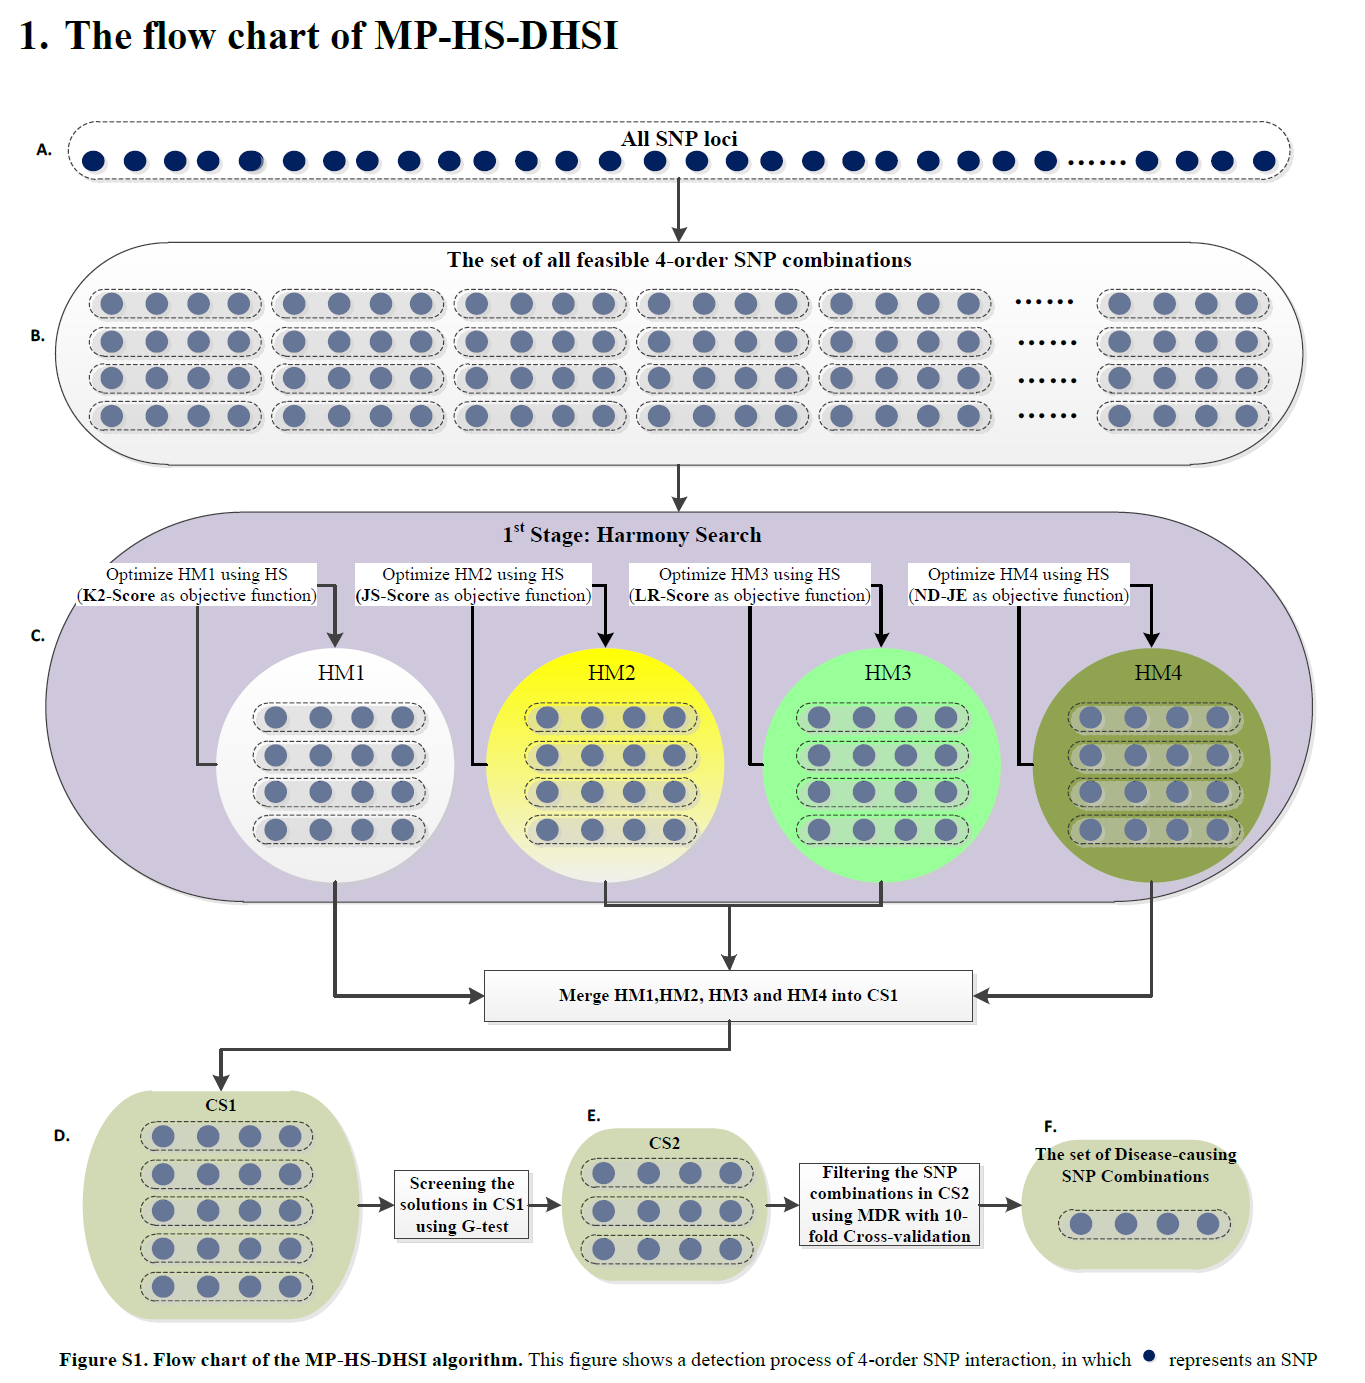 1. The flow chart of MP-HS-DHSI
A.
All SNP loci
……
The set of all feasible 4-order SNP combinations
B.
……
……
……
……
1st Stage: Harmony Search
Optimize HM1 using HS
(K2-Score as objective function)
Optimize HM2 using HS
(JS-Score as objective function)
Optimize HM3 using HS
(LR-Score as objective function)
Optimize HM4 using HS
(ND-JE as objective function)
C.
HM1
HM2
HM3
HM4
Merge HM1,HM2, HM3 and HM4 into CS1
D.
CS1
Screening the
solutions in CS1
using G-test
E.
CS2
Filtering the SNP
combinations in CS2
using MDR with 10-
fold Cross-validation
F.
The set of Disease-causing
SNP Combinations
Figure S1. Flow chart of the MP-HS-DHSI algorithm. This figure shows a detection process of 4-order SNP interaction, in which represents an SNP